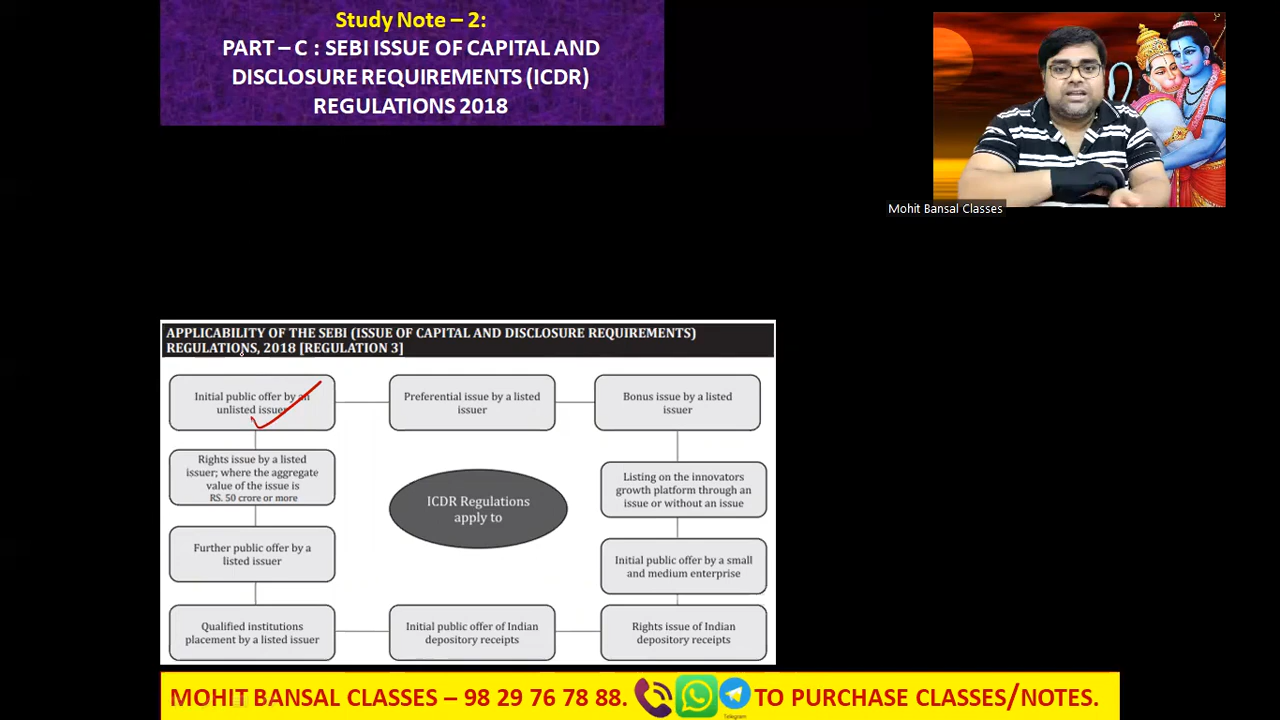 Study Note – 2:
PART – C : SEBI ISSUE OF CAPITAL AND
DISCLOSURE REQUIREMENTS (ICDR)
REGULATIONS 2018
Mohit Bansal Classes
APPLICABILITY OF THE SEBI (ISSUE OF CAPITAL AND DISCLOSURE REQUIREMENTS)
REGULATIONS, 2018 [REGULATION 3]
Initial public offer by an
unlisted issuer
Preferential issue by a listed
issuer
Bonus issue by a listed
issuer
Rights issue by a listed
issuer; where the aggregate
value of the issue is
RS. 50 crore or more
ICDR Regulations
apply to
Listing on the innovators
growth platform through an
issue or without an issue
Further public offer by a
listed issuer
Initial public offer by a small
and medium enterprise
Qualified institutions
placement by a listed issuer
Initial public offer of Indian
depository receipts
Rights issue of Indian
depository receipts
MOHIT BANSAL CLASSES – 98 29 76 78 88.
Telegram
TO PURCHASE CLASSES/NOTES.